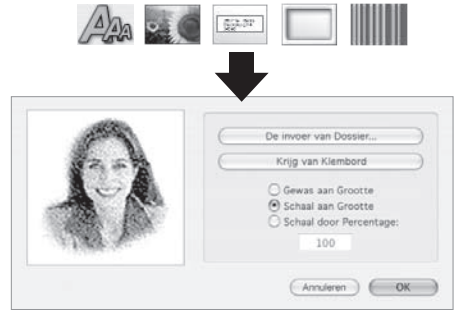 AAA
De invoer van Dossier...
Krijg van Klembord
Gewas aan Grootte
Schaal aan Grootte
Schaal door Percentage:
100
Annuleren
OK